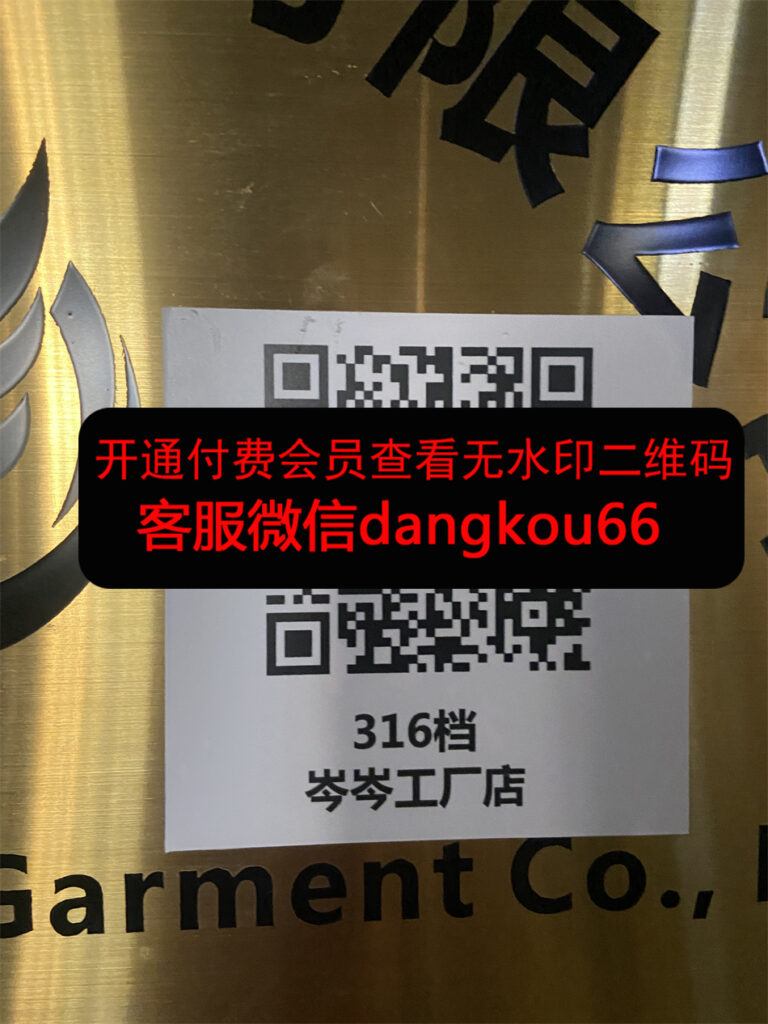 限公
开通付费会员查看无水印二维码
客服微信dangkou66
316档
岑岑工厂店
Garment Co.,